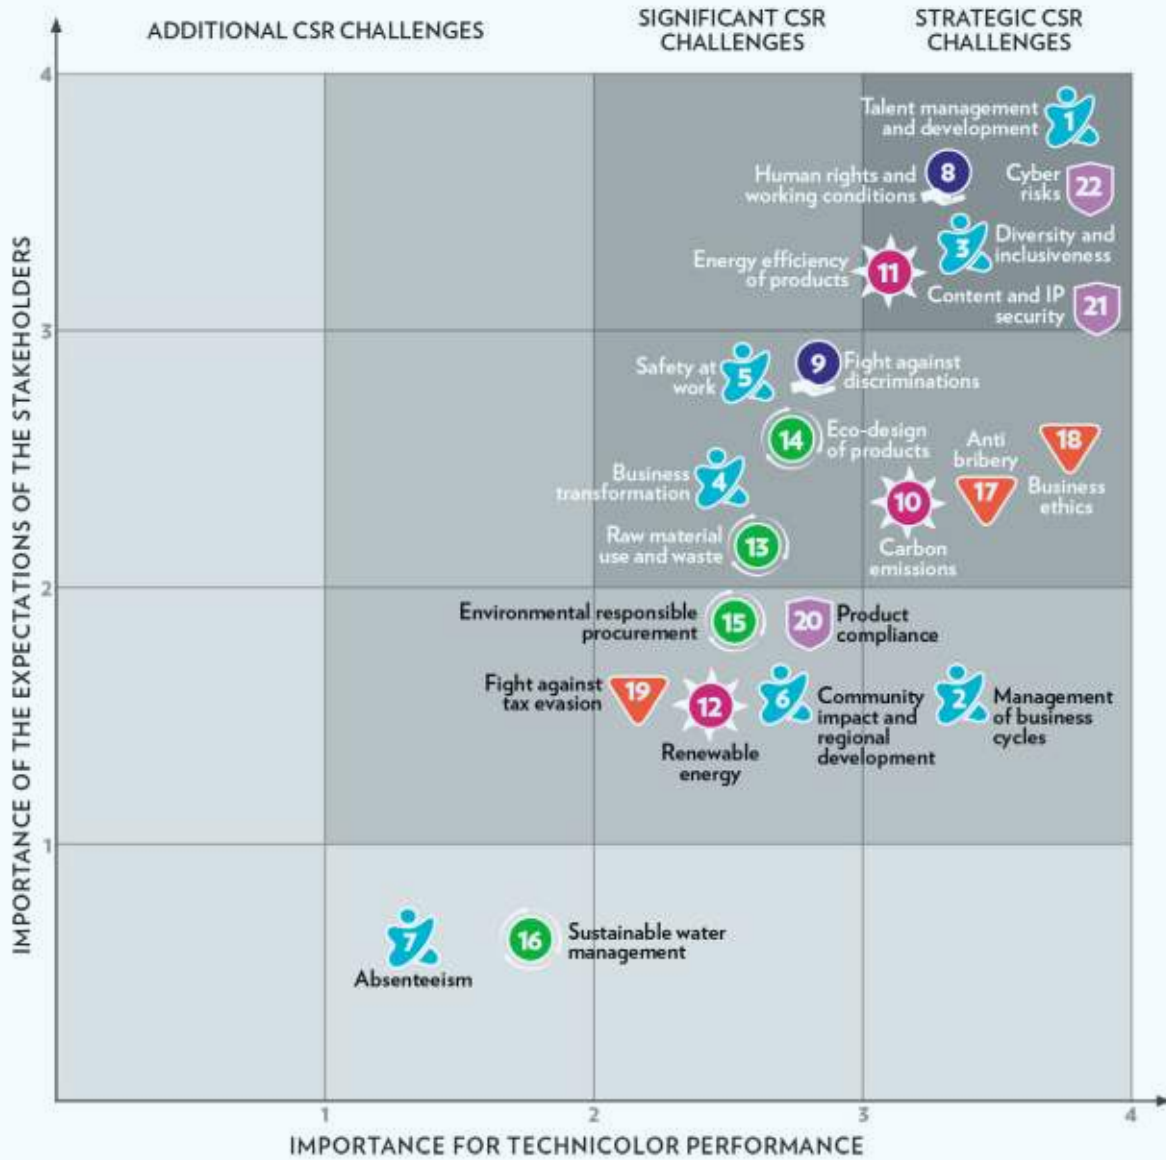 ADDITIONAL CSR CHALLENGES
SIGNIFICANT CSR
CHALLENGES
STRATEGIC CSR
CHALLENGES
IMPORTANCE OF THE EXPECTATIONS OF THE STAKEHOLDERS
4
Talent management
and development
1
Human rights and
working conditions
8
Cyber
risks
22
3
Diversity and
inclusiveness
Energy efficiency
of products
11
Content and IP
security
21
3
Safety at
work
5
9
Fight against
discriminations
14
Eco-design
of products
Anti
bribery
17
18
Business
ethics
Business
transformation
4
10
Carbon
emissions
Raw material
use and waste
13
2
Environmental responsible
procurement
15
20
Product
compliance
Fight against
tax evasion
19
12
Renewable
energy
6
Community
impact and
regional
development
2
Management
of business
cycles
1
7
Absenteeism
16
Sustainable water
management
1
2
3
4
IMPORTANCE FOR TECHNICOLOR PERFORMANCE